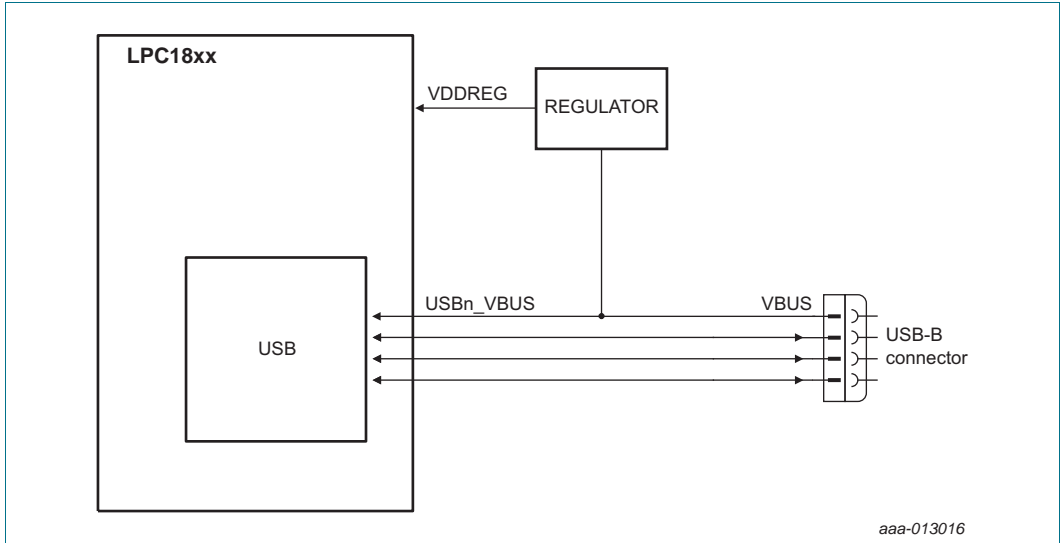 LPC18xx
VDDREG
REGULATOR
USBn_VBUS
VBUS
USB
USB-B
connector
aaa-013016